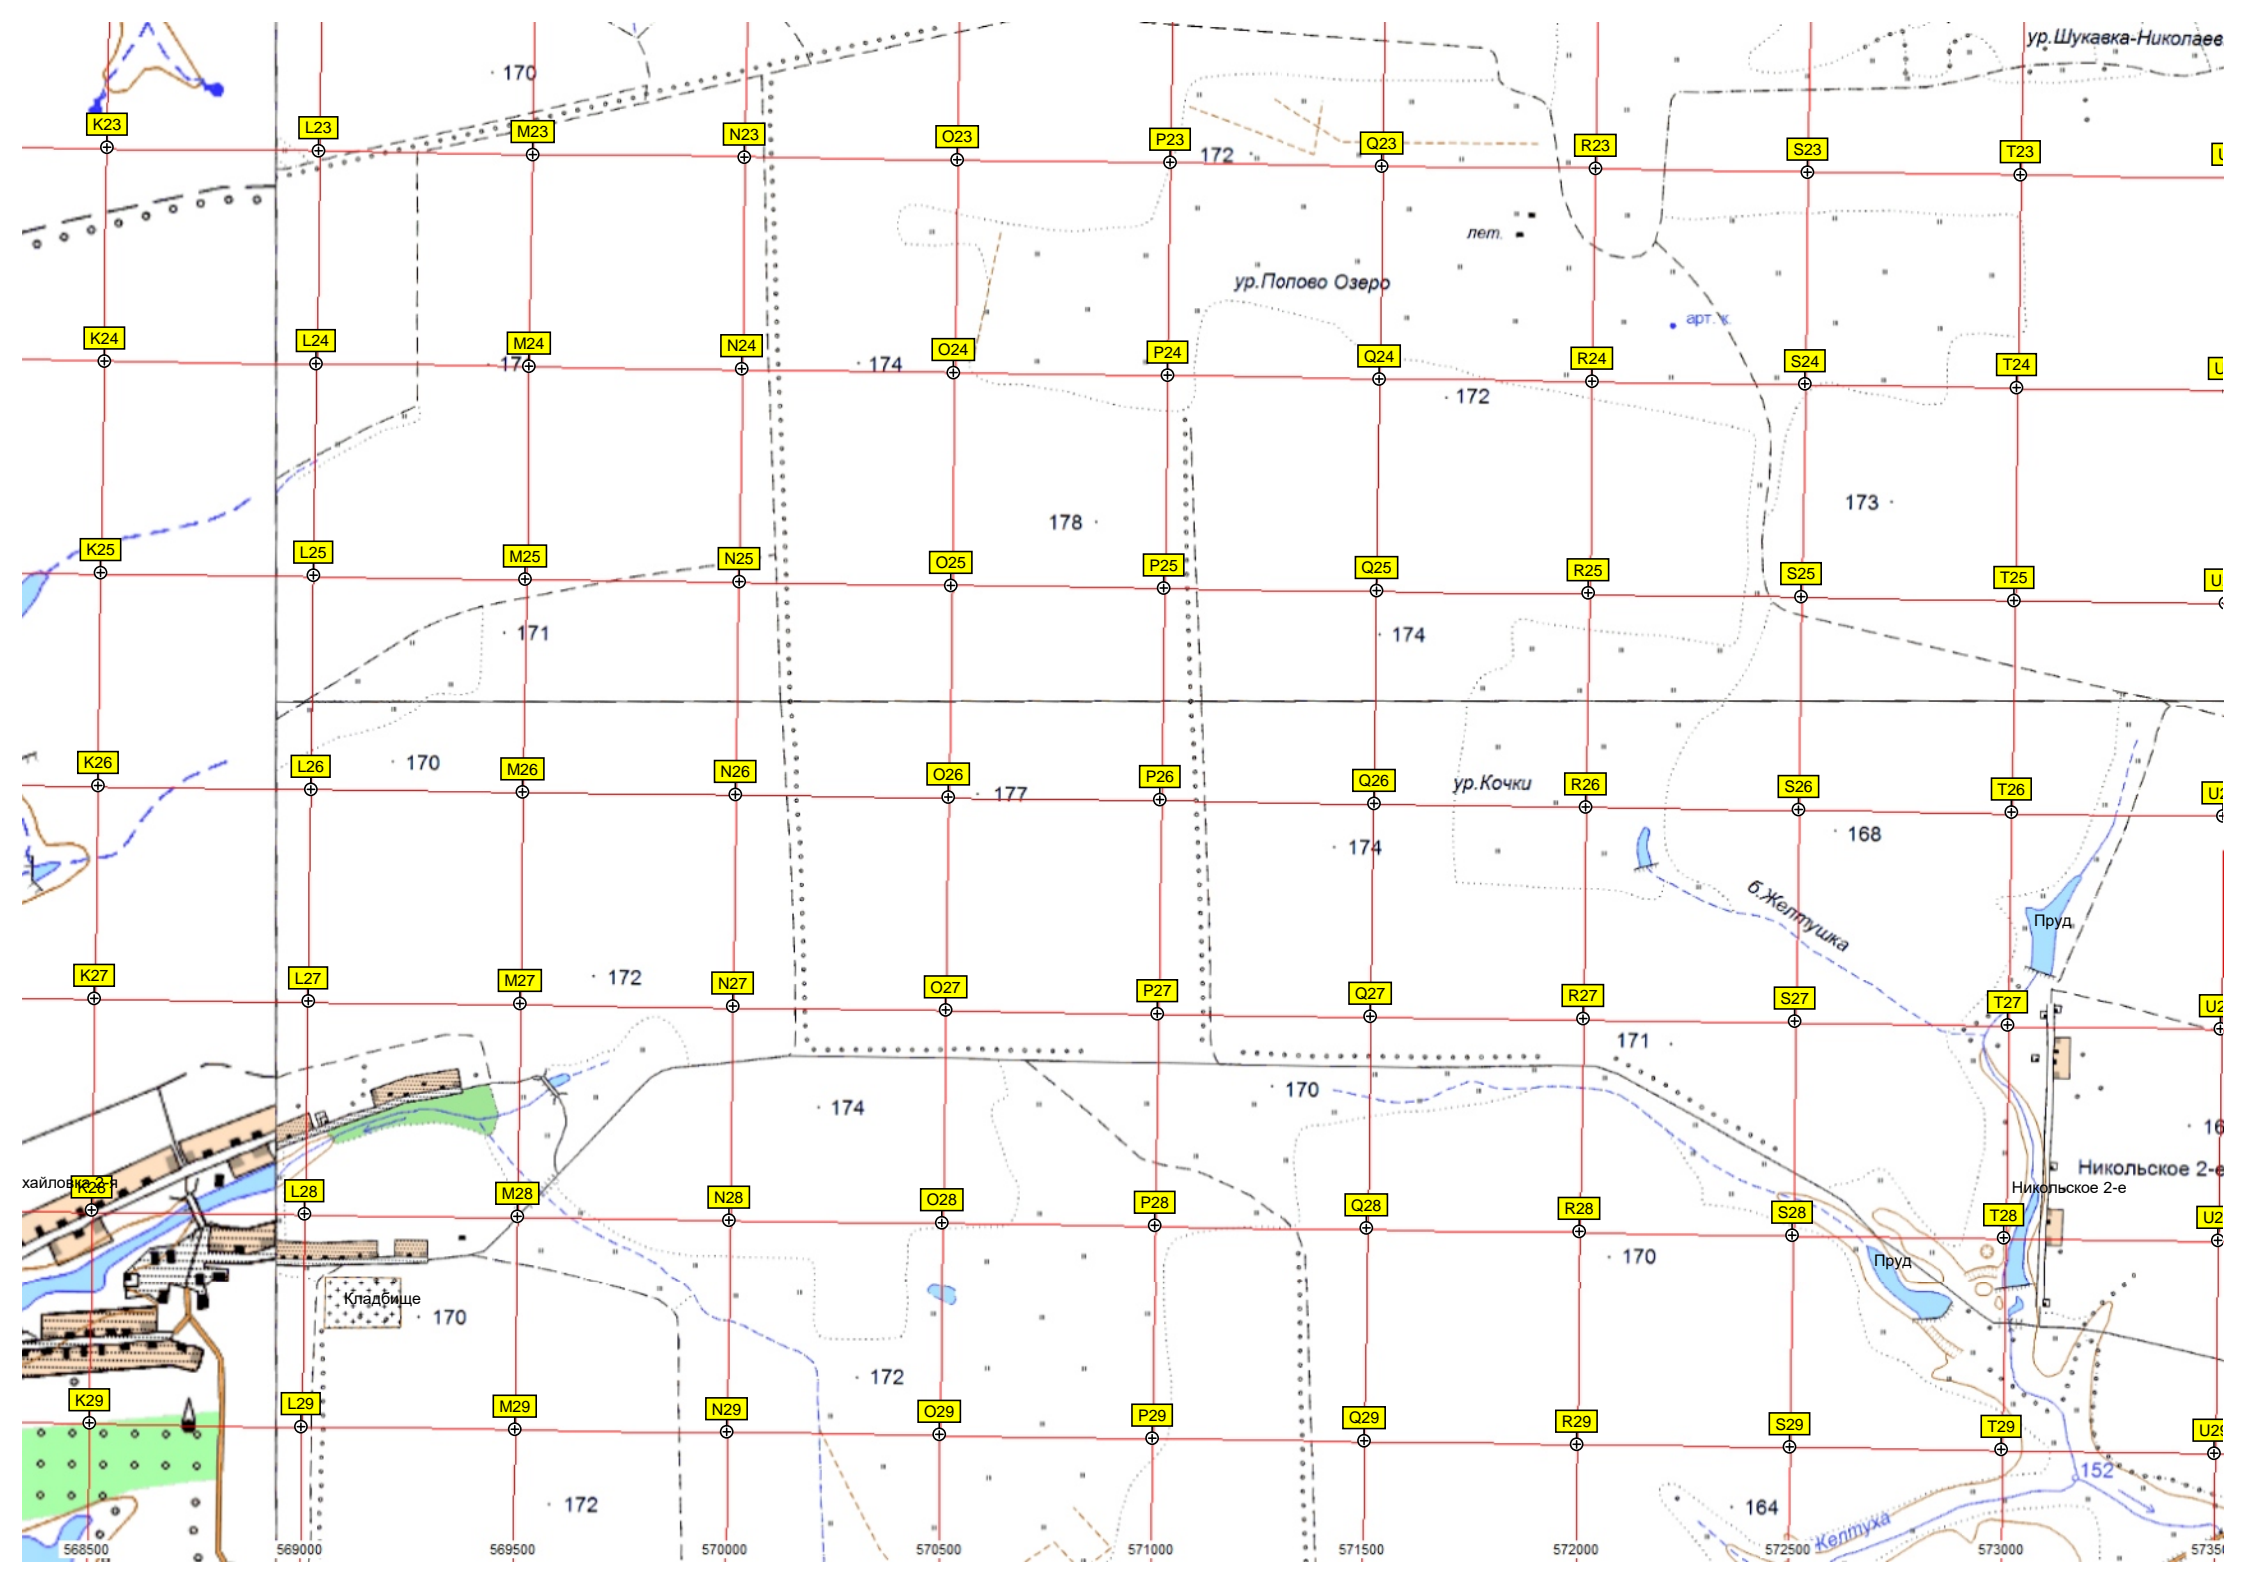 ур.Шукавка-Николаев
170
K23 L23 M23 N23 O23 P23 172 Q23 R23 S23 T23
лет.
ур.Попово Озеро
арт. к.
K24 L24 M24 N24 174 O24 P24 Q24 R24 S24 T24
172
173
178
K25 L25 M25 N25 O25 P25 Q25 R25 S25 T25
171
174
K26 L26 170 M26 N26 O26 177 P26 Q26 ур.Кочки R26 S26 T26
168
174
б.Желтушка
Пруд
K27 L27 M27 172 N27 O27 P27 Q27 R27 S27 T27
171
170
174
Никольское 2-е
хайловка 2-я
Никольское 2-е
K28 L28 M28 N28 O28 P28 Q28 R28 S28 T28
170
Пруд
Кладбище
170
172
K29 L29 M29 N29 O29 P29 Q29 R29 S29 T29 U29
152
172
164
Келтуха
568500 569000 569500 570000 570500 571000 571500 572000 572500 573000